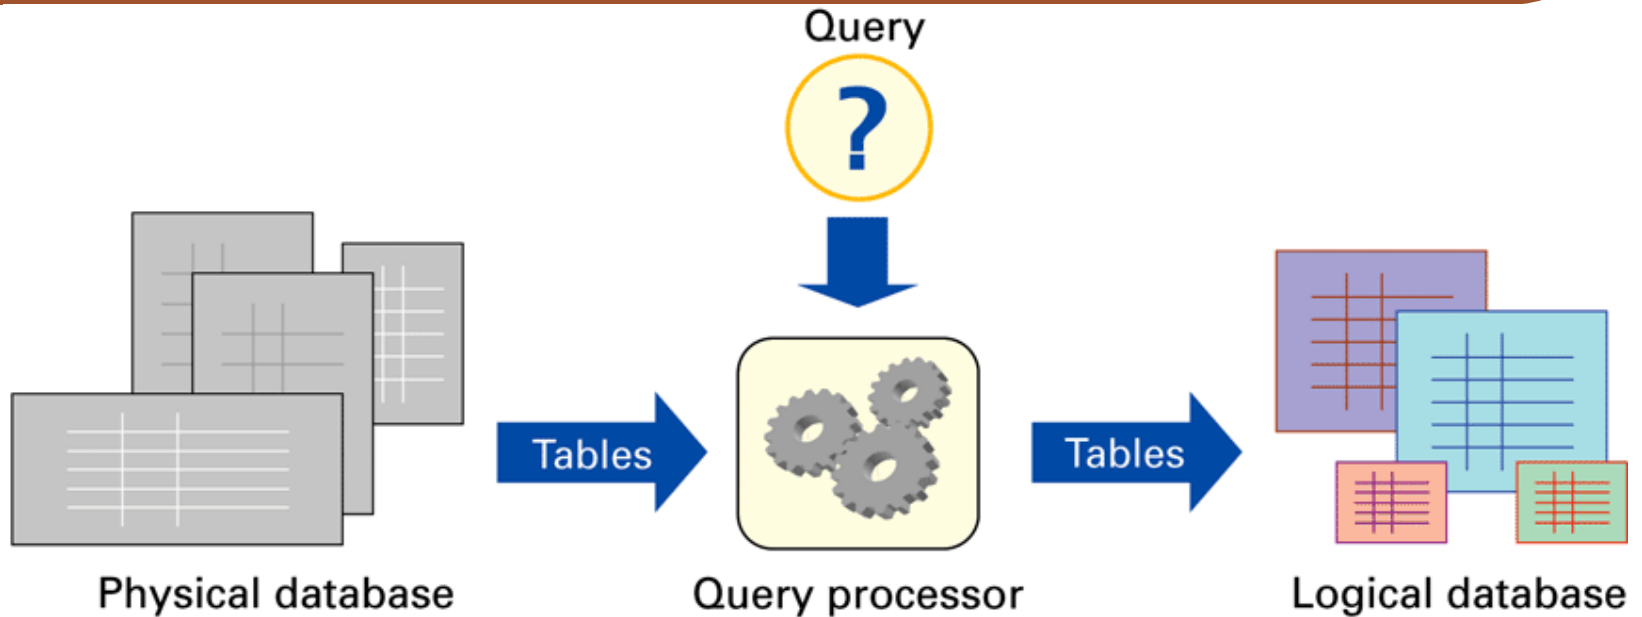 Query
?
Tables
Tables
Physical database
Query processor
Logical database